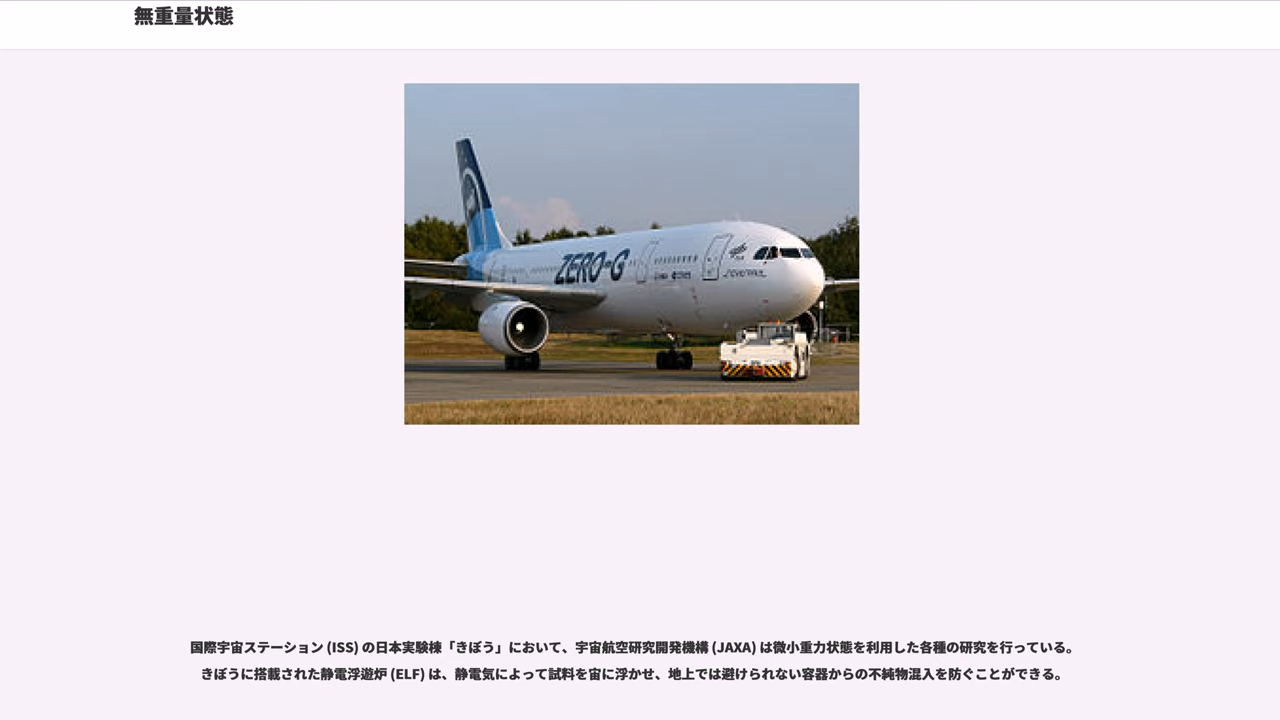 無重量状態
ZERO-G
国際宇宙ステーション (ISS) の日本実験棟「きぼう」において、宇宙航空研究開発機構 (JAXA) は微小重力状態を利用した各種の研究を行っている。
きぼうに搭載された静電浮遊炉 (ELF) は、静電気によって試料を宙に浮かせ、地上では避けられない容器からの不純物混入を防ぐことができる。